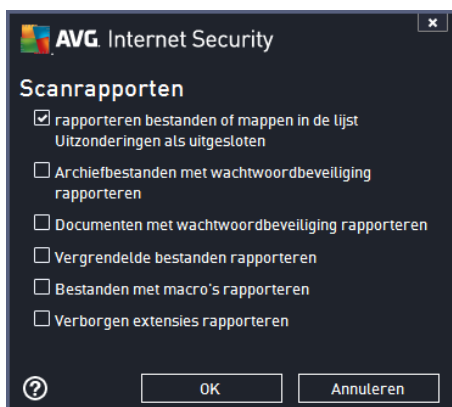 AVG. Internet Security
x
Scanrapporten
rapporteren bestanden of mappen in de lijst
Uitzonderingen als uitgesloten
Archiefbestanden met wachtwoordbeveiliging
rapporteren
Documenten met wachtwoordbeveiliging rapporteren
Vergrendelde bestanden rapporteren
Bestanden met macro's rapporteren
Verborgen extensies rapporteren
?
OK
Annuleren